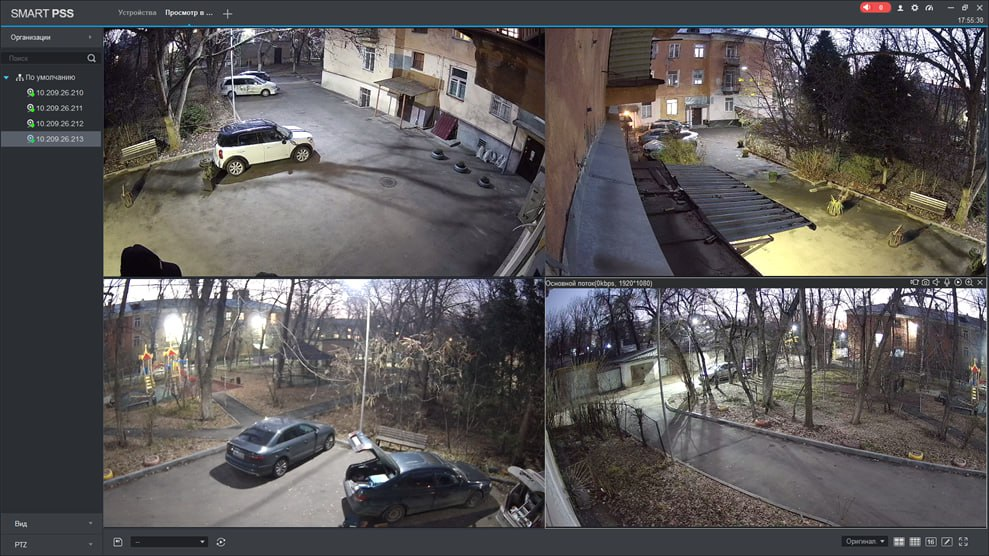 SMART PSS
Устройства
Просмотр в ...
8
17:55:30
Организации
Поиск
По умолчанию
10.209.26.210
10.209.26.211
10.209.26.212
10.209.26.213
Основной поток(0kbps, 1920*1080)
Вид
PTZ
--
Оригинал.
16